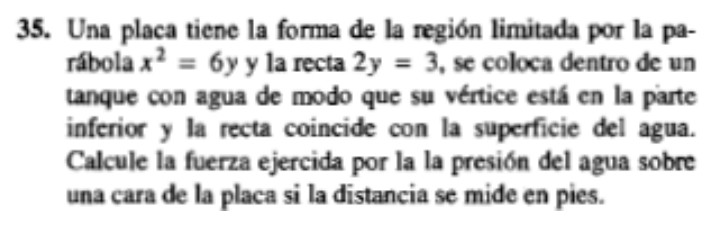 35. Una placa tiene la forma de la región limitada por la pa-
rábola x² = 6y y la recta 2y = 3, se coloca dentro de un
tanque con agua de modo que su vértice está en la parte
inferior y la recta coincide con la superficie del agua.
Calcule la fuerza ejercida por la la presión del agua sobre
una cara de la placa si la distancia se mide en pies.